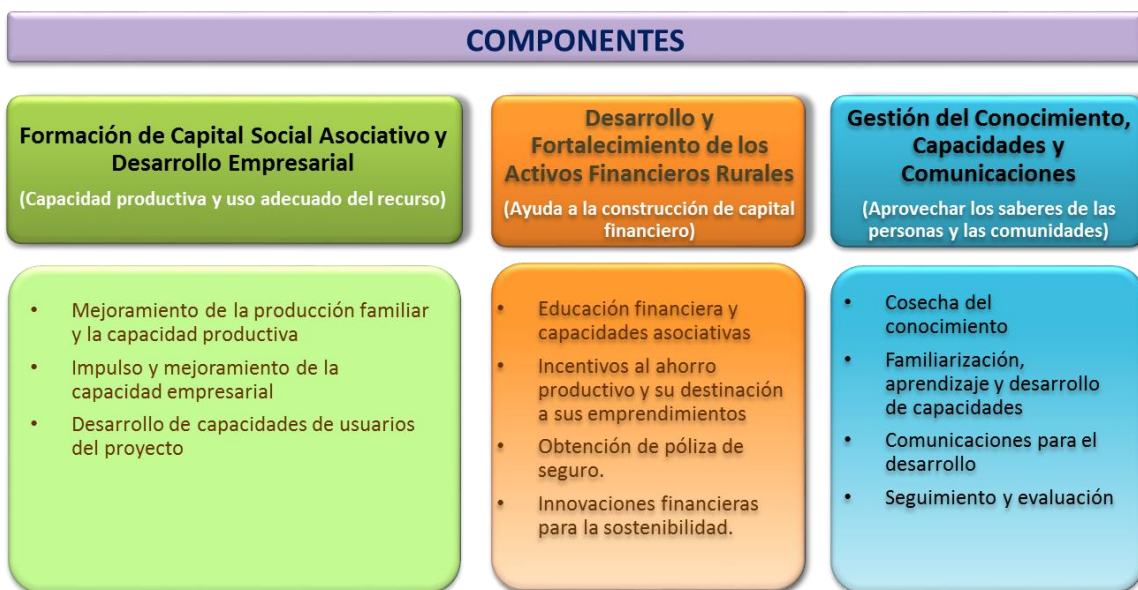 COMPONENTES
Formación de Capital Social Asociativo y
Desarrollo Empresarial
(Capacidad productiva y uso adecuado del recurso)
• Mejoramiento de la producción familiar
y la capacidad productiva
• Impulso y mejoramiento de la
capacidad empresarial
• Desarrollo de capacidades de usuarios
del proyecto
Desarrollo y
Fortalecimiento de los
Activos Financieros Rurales
(Ayuda a la construcción de capital
financiero)
• Educación financiera y
capacidades asociativas
• Incentivos al ahorro
productivo y su destinación
a sus emprendimientos
• Obtención de póliza de
seguro.
• Innovaciones financieras
para la sostenibilidad.
Gestión del Conocimiento,
Capacidades y
Comunicaciones
(Aprovechar los saberes de las
personas y las comunidades)
• Cosecha del
conocimiento
• Familiarización,
aprendizaje y desarrollo
de capacidades
• Comunicaciones para el
desarrollo
• Seguimiento y evaluación